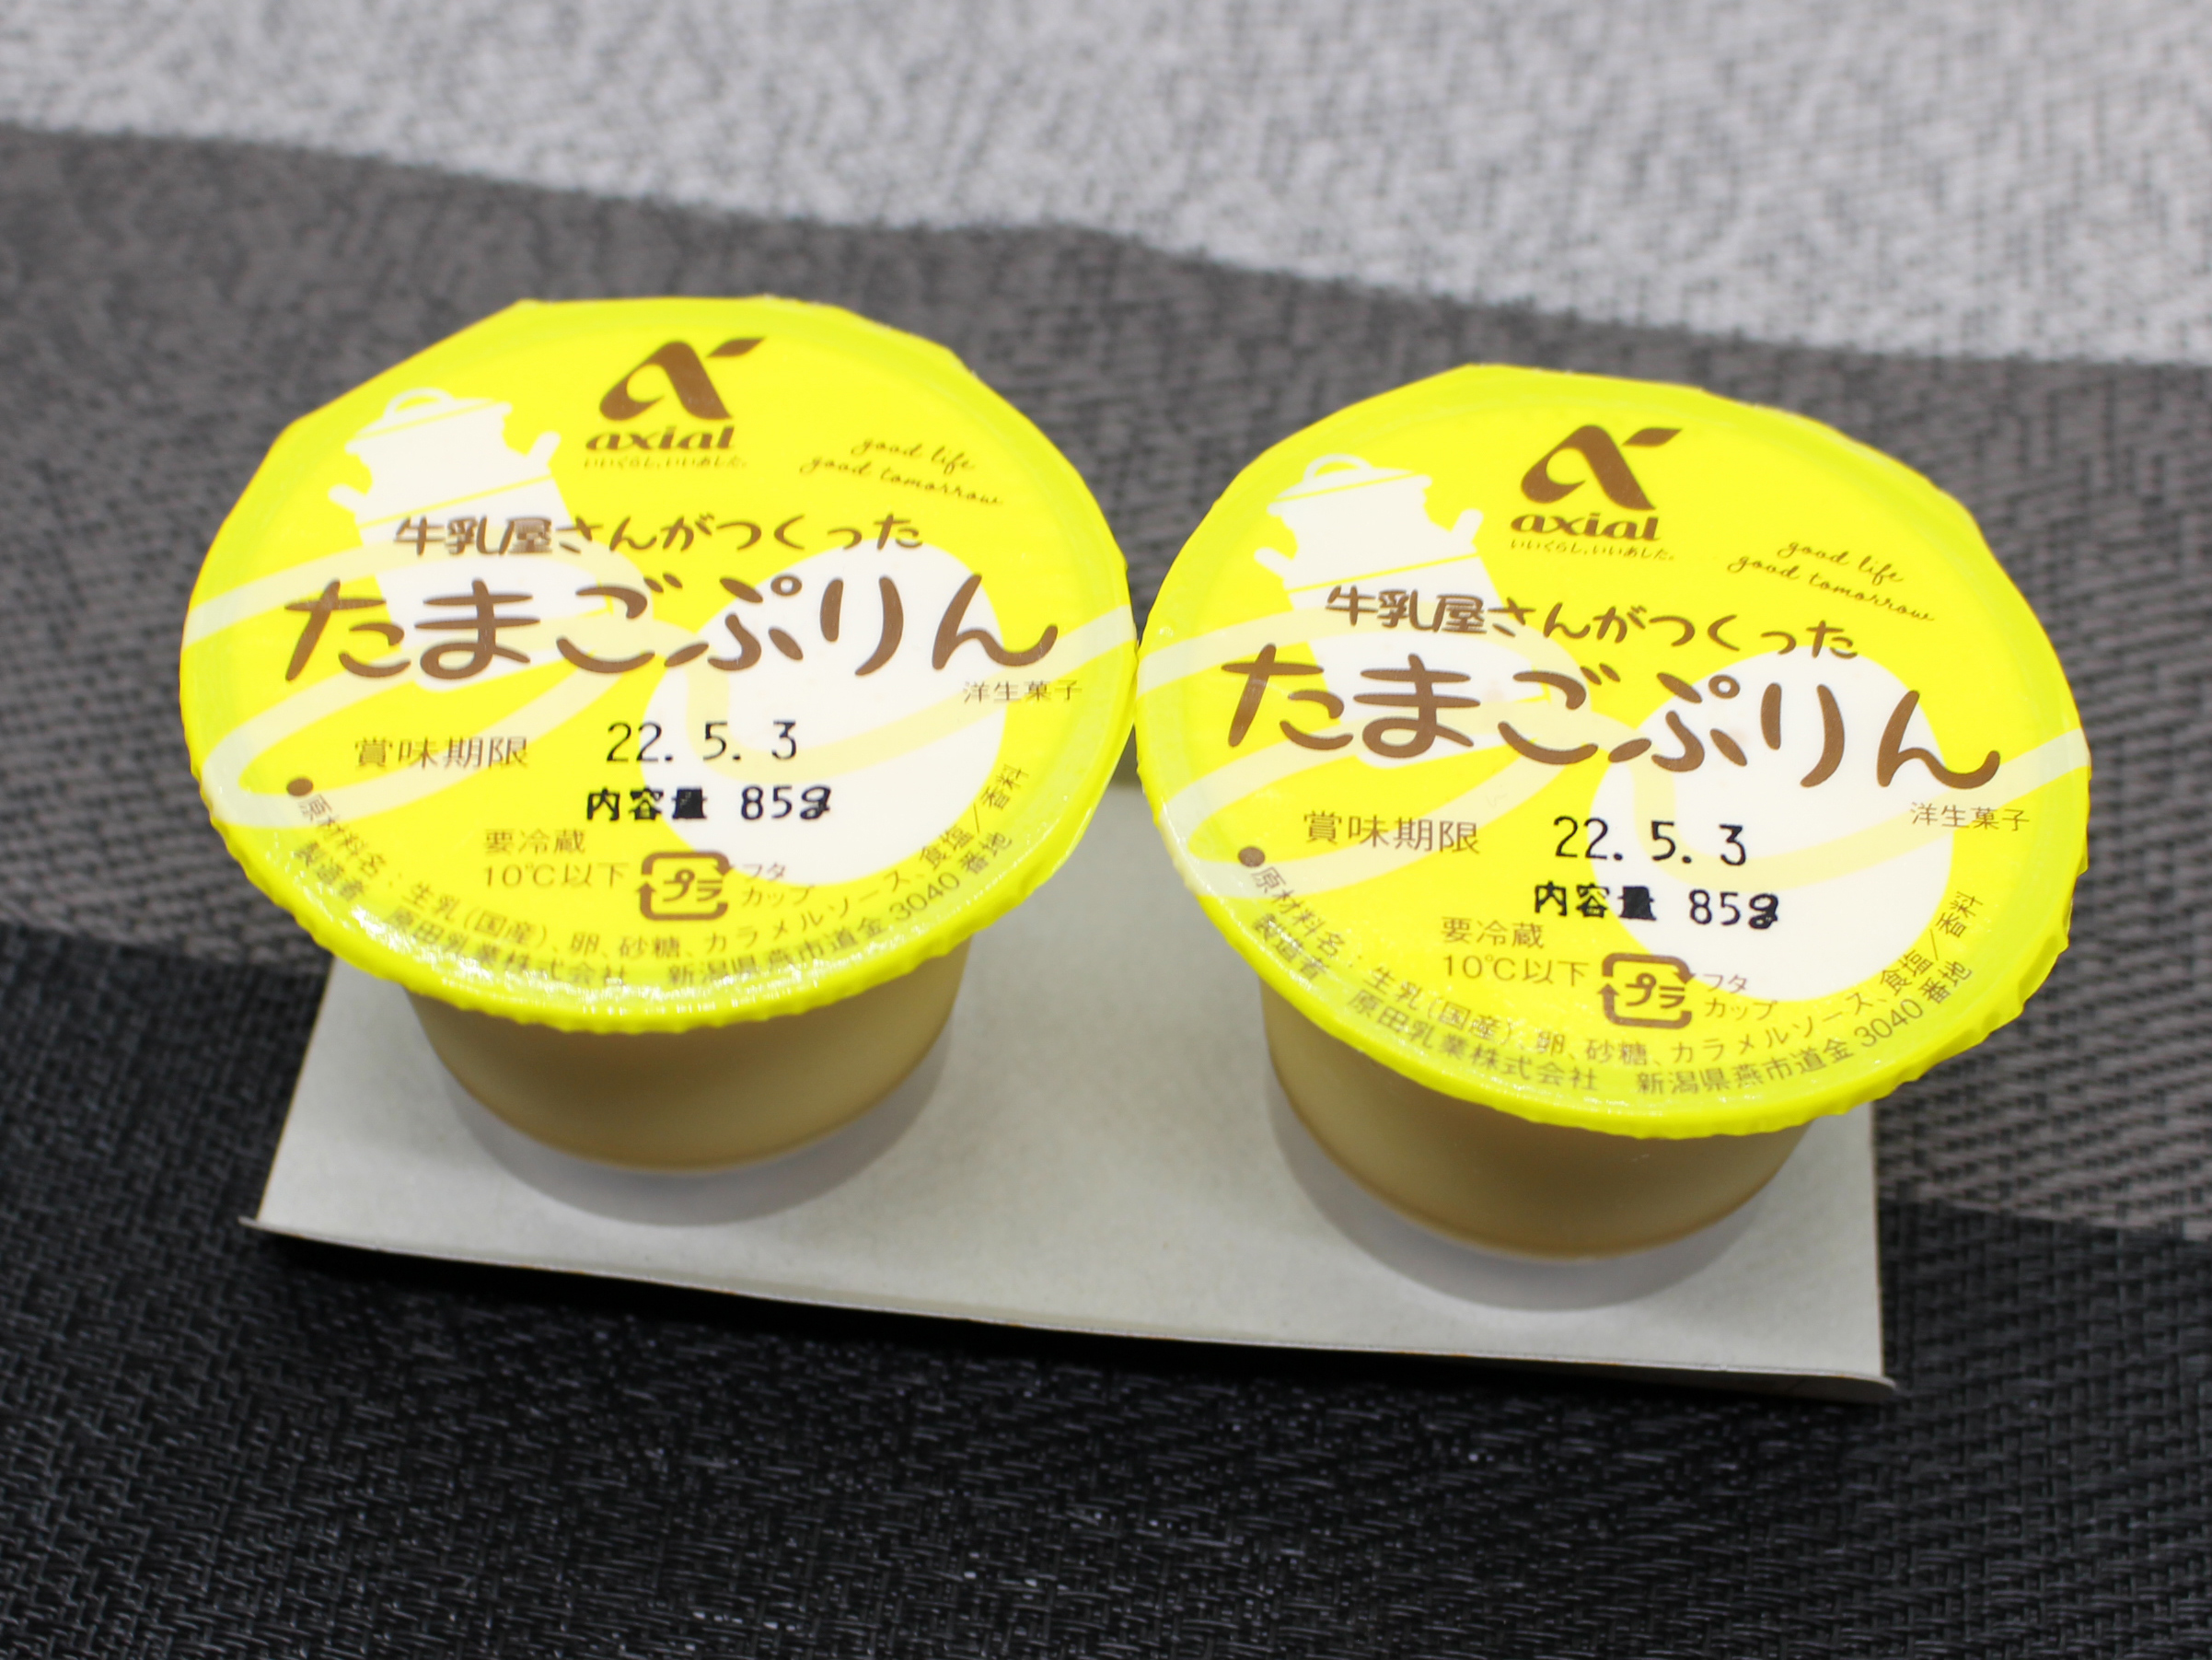 axial
いいくらし、いいあした。
good life
good tomorrow
牛乳屋さんがつくった
たまごぷりん
洋生菓子
賞味期限 22. 5. 3
内容量 85g
要冷蔵
10℃以下 プラ フタ
カップ
●原材料名：生乳(国産)、卵、砂糖、カラメルソース、食塩/香料
製造者 原田乳業株式会社 新潟県燕市道金 3040 番地
axial
いいくらし、いいあした。
good life
good tomorrow
牛乳屋さんがつくった
たまごぷりん
洋生菓子
賞味期限 22. 5. 3
内容量 85g
要冷蔵
10℃以下 プラ フタ
カップ
●原材料名：生乳(国産)、卵、砂糖、カラメルソース、食塩/香料
製造者 原田乳業株式会社 新潟県燕市道金 3040 番地